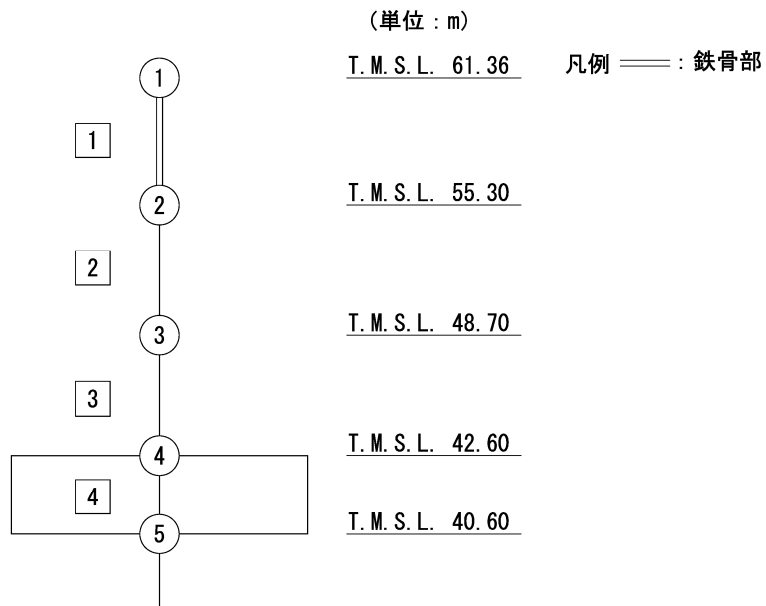 (単位:m)
① T.M.S.L. 61.36 凡例 ═══:鉄骨部
1
② T.M.S.L. 55.30
2
③ T.M.S.L. 48.70
3
④ T.M.S.L. 42.60
4
⑤ T.M.S.L. 40.60